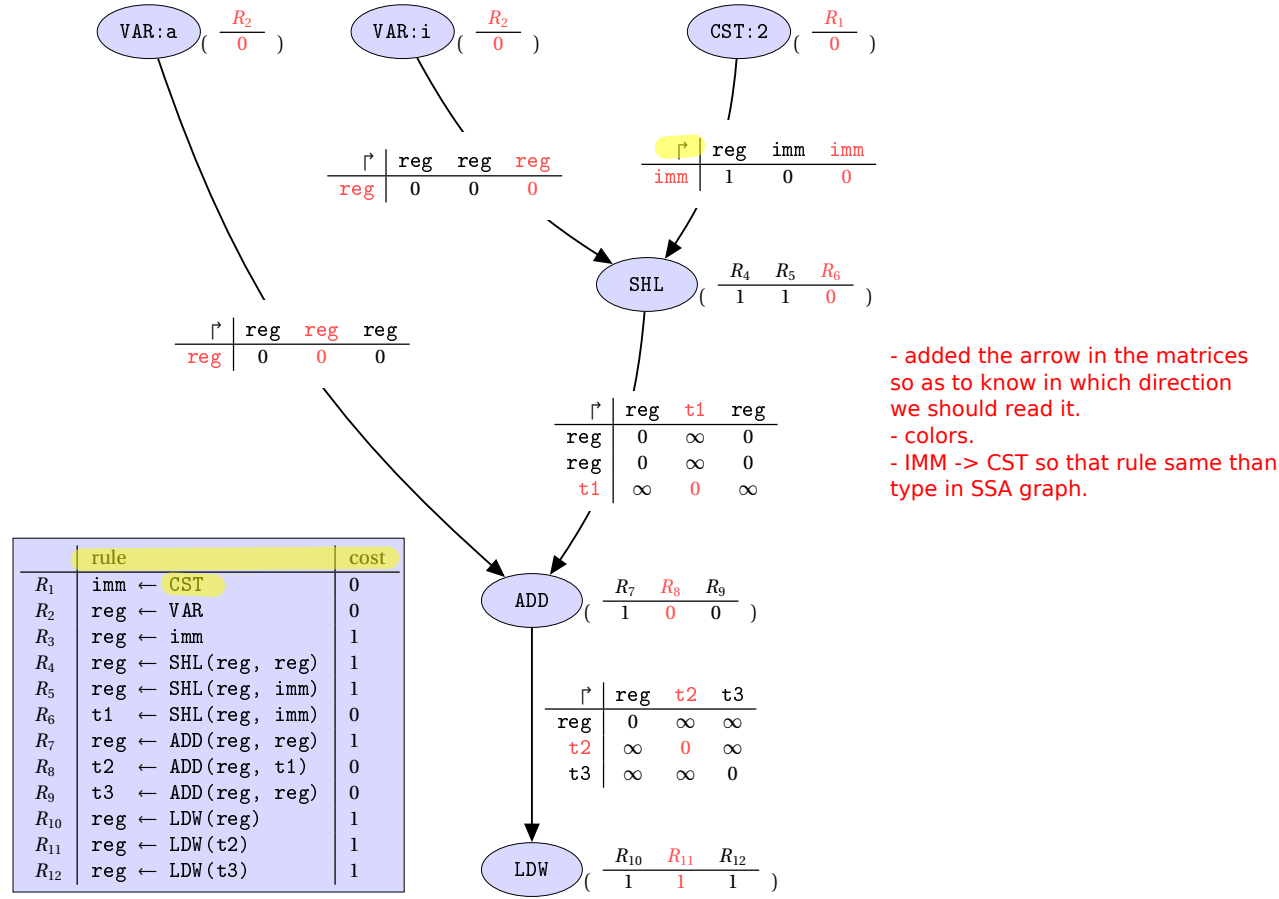 VAR:a ( R2 0 ) VAR:i ( R2 0 ) CST:2 ( R1 0 )
↱ reg reg reg
reg 0 0 0
↱ reg imm imm
imm 1 0 0
SHL ( R4 R5 R6
1 1 0 )
↱ reg reg reg
reg 0 0 0
↱ reg t1 reg
reg 0 ∞ 0
reg 0 ∞ 0
t1 ∞ 0 ∞
- added the arrow in the matrices
so as to know in which direction
we should read it.
- colors.
- IMM -> CST so that rule same than
type in SSA graph.
ADD ( R7 R8 R9
1 0 0 )
↱ reg t2 t3
reg 0 ∞ ∞
t2 ∞ 0 ∞
t3 ∞ ∞ 0
LDW ( R10 R11 R12
1 1 1 )
rule cost
R1 imm ← CST 0
R2 reg ← VAR 0
R3 reg ← imm 1
R4 reg ← SHL(reg, reg) 1
R5 reg ← SHL(reg, imm) 1
R6 t1 ← SHL(reg, imm) 0
R7 reg ← ADD(reg, reg) 1
R8 t2 ← ADD(reg, t1) 0
R9 t3 ← ADD(reg, reg) 0
R10 reg ← LDW(reg) 1
R11 reg ← LDW(t2) 1
R12 reg ← LDW(t3) 1